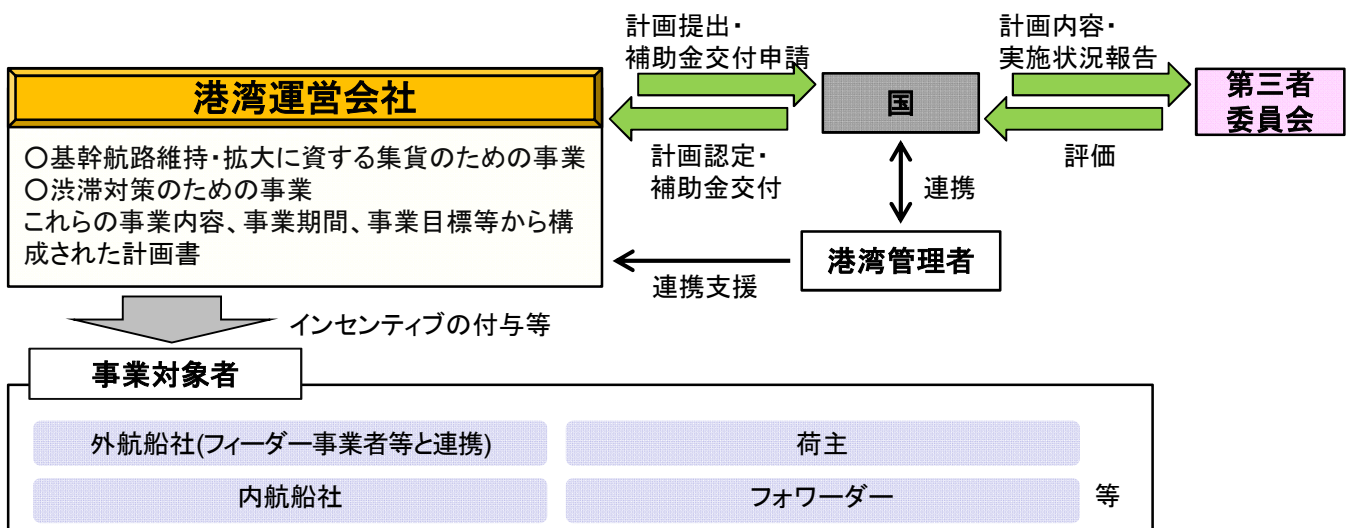 計画提出・
補助金交付申請
計画内容・
実施状況報告
港湾運営会社
国
第三者
委員会
○基幹航路維持・拡大に資する集貨のための事業
○渋滞対策のための事業
これらの事業内容、事業期間、事業目標等から構
成された計画書
計画認定・
補助金交付
評価
連携
港湾管理者
連携支援
インセンティブの付与等
事業対象者
外航船社(フィーダー事業者等と連携)
荷主
内航船社
フォワーダー
等